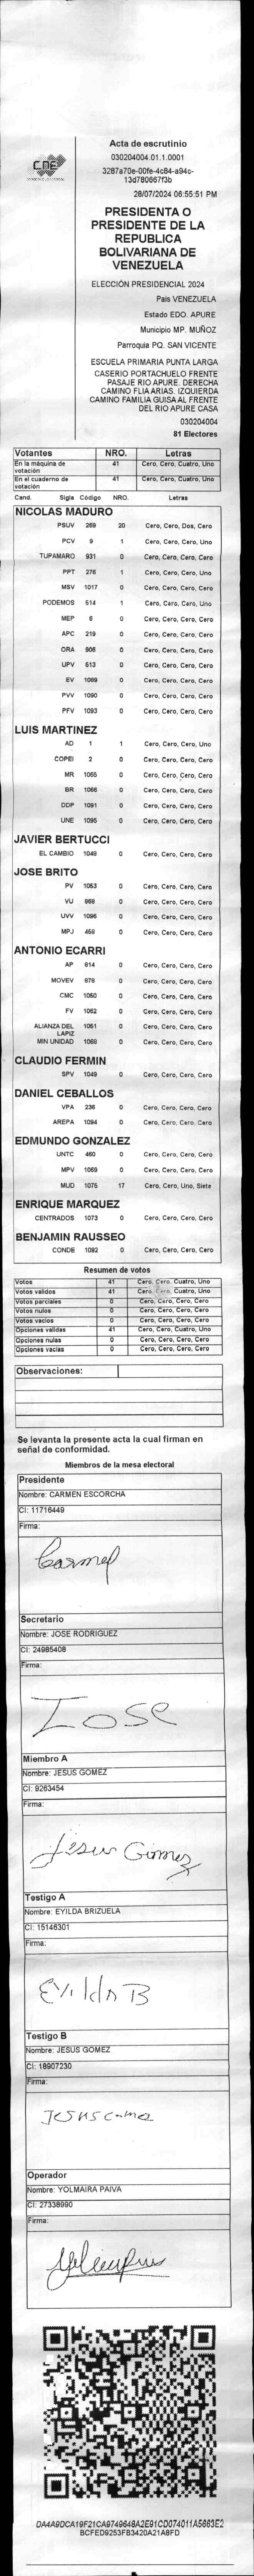 CNE
Acta de escrutinio
030204004.01.1.0001
3287a70e-00fe-4c84-a94c-
13d780667f3b
28/07/2024 06:55:51 PM
PRESIDENTA O
PRESIDENTE DE LA
REPUBLICA
BOLIVARIANA DE
VENEZUELA
ELECCIÓN PRESIDENCIAL 2024
Pais VENEZUELA
Estado EDO. APURE
Municipio MP. MUÑOZ
Parroquia PQ. SAN VICENTE
ESCUELA PRIMARIA PUNTA LARGA
CASERIO PORTACHUELO FRENTE
PASAJE RIO APURE. DERECHA
CAMINO FLIA ARIAS. IZQUIERDA
CAMINO FAMILIA GUISA AL FRENTE
DEL RIO APURE CASA
030204004
81 Electores
Votantes NRO. Letras
En la máquina de votación 41 Cero, Cero, Cuatro, Uno
En el cuaderno de votación 41 Cero, Cero, Cuatro, Uno
Cand. Sigla Código NRO. Letras
NICOLAS MADURO
PSUV 269 20 Cero, Cero, Dos, Cero
PCV 9 1 Cero, Cero, Cero, Uno
TUPAMARO 931 0 Cero, Cero, Cero, Cero
PPT 276 1 Cero, Cero, Cero, Uno
MSV 1017 0 Cero, Cero, Cero, Cero
PODEMOS 514 1 Cero, Cero, Cero, Uno
MEP 6 0 Cero, Cero, Cero, Cero
APC 219 0 Cero, Cero, Cero, Cero
ORA 906 0 Cero, Cero, Cero, Cero
UPV 513 0 Cero, Cero, Cero, Cero
EV 1089 0 Cero, Cero, Cero, Cero
PVV 1090 0 Cero, Cero, Cero, Cero
PFV 1093 0 Cero, Cero, Cero, Cero
LUIS MARTINEZ
AD 1 1 Cero, Cero, Cero, Uno
COPEI 2 0 Cero, Cero, Cero, Cero
MR 1065 0 Cero, Cero, Cero, Cero
BR 1066 0 Cero, Cero, Cero, Cero
DDP 1091 0 Cero, Cero, Cero, Cero
UNE 1095 0 Cero, Cero, Cero, Cero
JAVIER BERTUCCI
EL CAMBIO 1048 0 Cero, Cero, Cero, Cero
JOSE BRITO
PV 1053 0 Cero, Cero, Cero, Cero
VU 969 0 Cero, Cero, Cero, Cero
UVV 1096 0 Cero, Cero, Cero, Cero
MPJ 458 0 Cero, Cero, Cero, Cero
ANTONIO ECARRI
AP 814 0 Cero, Cero, Cero, Cero
MOVEV 878 0 Cero, Cero, Cero, Cero
CMC 1050 0 Cero, Cero, Cero, Cero
FV 1062 0 Cero, Cero, Cero, Cero
ALIANZA DEL LAPIZ 1061 0 Cero, Cero, Cero, Cero
MIN UNIDAD 1068 0 Cero, Cero, Cero, Cero
CLAUDIO FERMIN
SPV 1049 0 Cero, Cero, Cero, Cero
DANIEL CEBALLOS
VPA 236 0 Cero, Cero, Cero, Cero
AREPA 1094 0 Cero, Cero, Cero, Cero
EDMUNDO GONZALEZ
UNTC 460 0 Cero, Cero, Cero, Cero
MPV 1069 0 Cero, Cero, Cero, Cero
MUD 1075 17 Cero, Cero, Uno, Siete
ENRIQUE MARQUEZ
CENTRADOS 1073 0 Cero, Cero, Cero, Cero
BENJAMIN RAUSSEO
CONDE 1092 0 Cero, Cero, Cero, Cero
Resumen de votos
Votos 41 Cero, Cero, Cuatro, Uno
Votos validos 41 Cero, Cero, Cuatro, Uno
Votos parciales 0 Cero, Cero, Cero, Cero
Votos nulos 0 Cero, Cero, Cero, Cero
Votos vacios 0 Cero, Cero, Cero, Cero
Opciones validas 41 Cero, Cero, Cuatro, Uno
Opciones nulas 0 Cero, Cero, Cero, Cero
Opciones vacias 0 Cero, Cero, Cero, Cero
Observaciones:
Se levanta la presente acta la cual firman en
señal de conformidad.
Miembros de la mesa electoral
Presidente
Nombre: CARMEN ESCORCHA
CI: 11716449
Firma:
Carmel
Secretario
Nombre: JOSE RODRIGUEZ
CI: 24985408
Firma:
Iose
Miembro A
Nombre: JESUS GOMEZ
CI: 9263454
Firma:
Jesus Gomez
Testigo A
Nombre: EYILDA BRIZUELA
CI: 15146301
Firma:
Eyilda B
Testigo B
Nombre: JESUS GOMEZ
CI: 18907230
Firma:
Operador
Nombre: YOLMAIRA PAIVA
CI: 27338990
Firma:
DA4A9DCA19F21CA9749648A2E91CD074011A5663E2
BCFED9253FB3420A21A8FD